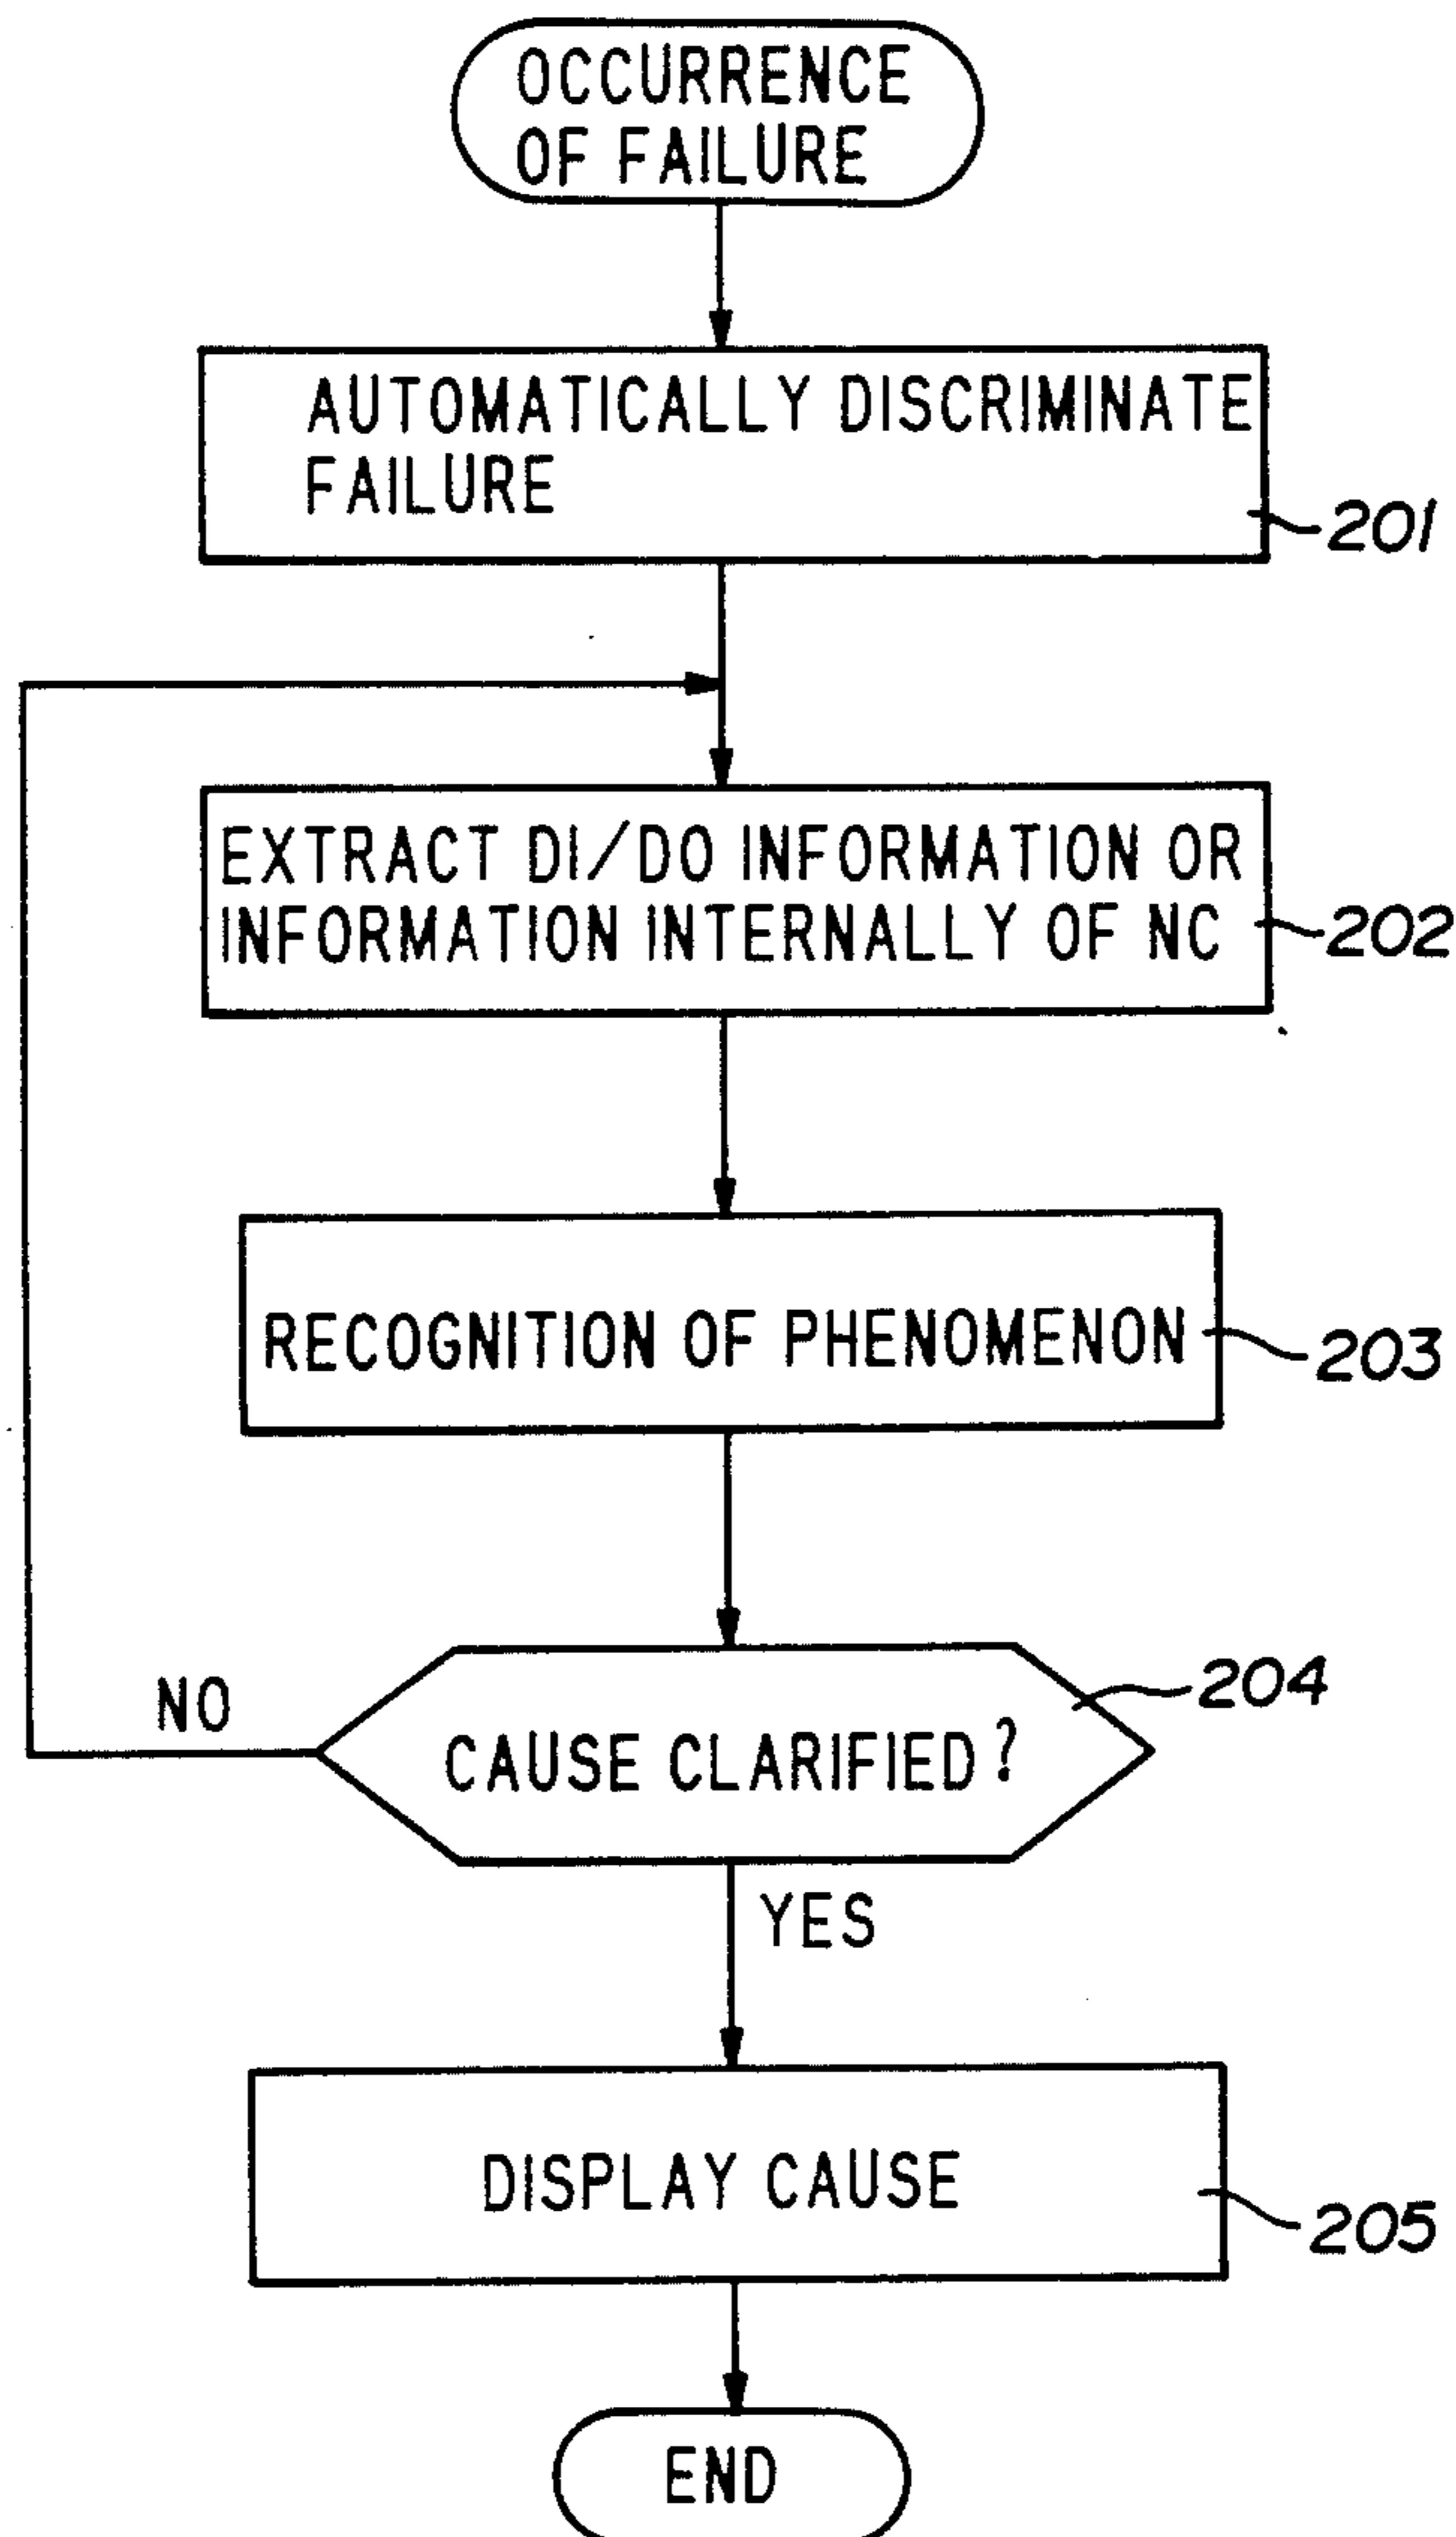 OCCURRENCE
OF FAILURE
AUTOMATICALLY DISCRIMINATE
FAILURE
201
EXTRACT DI/DO INFORMATION OR
INFORMATION INTERNALLY OF NC
202
RECOGNITION OF PHENOMENON
203
204
NO
CAUSE CLARIFIED?
YES
DISPLAY CAUSE
205
END